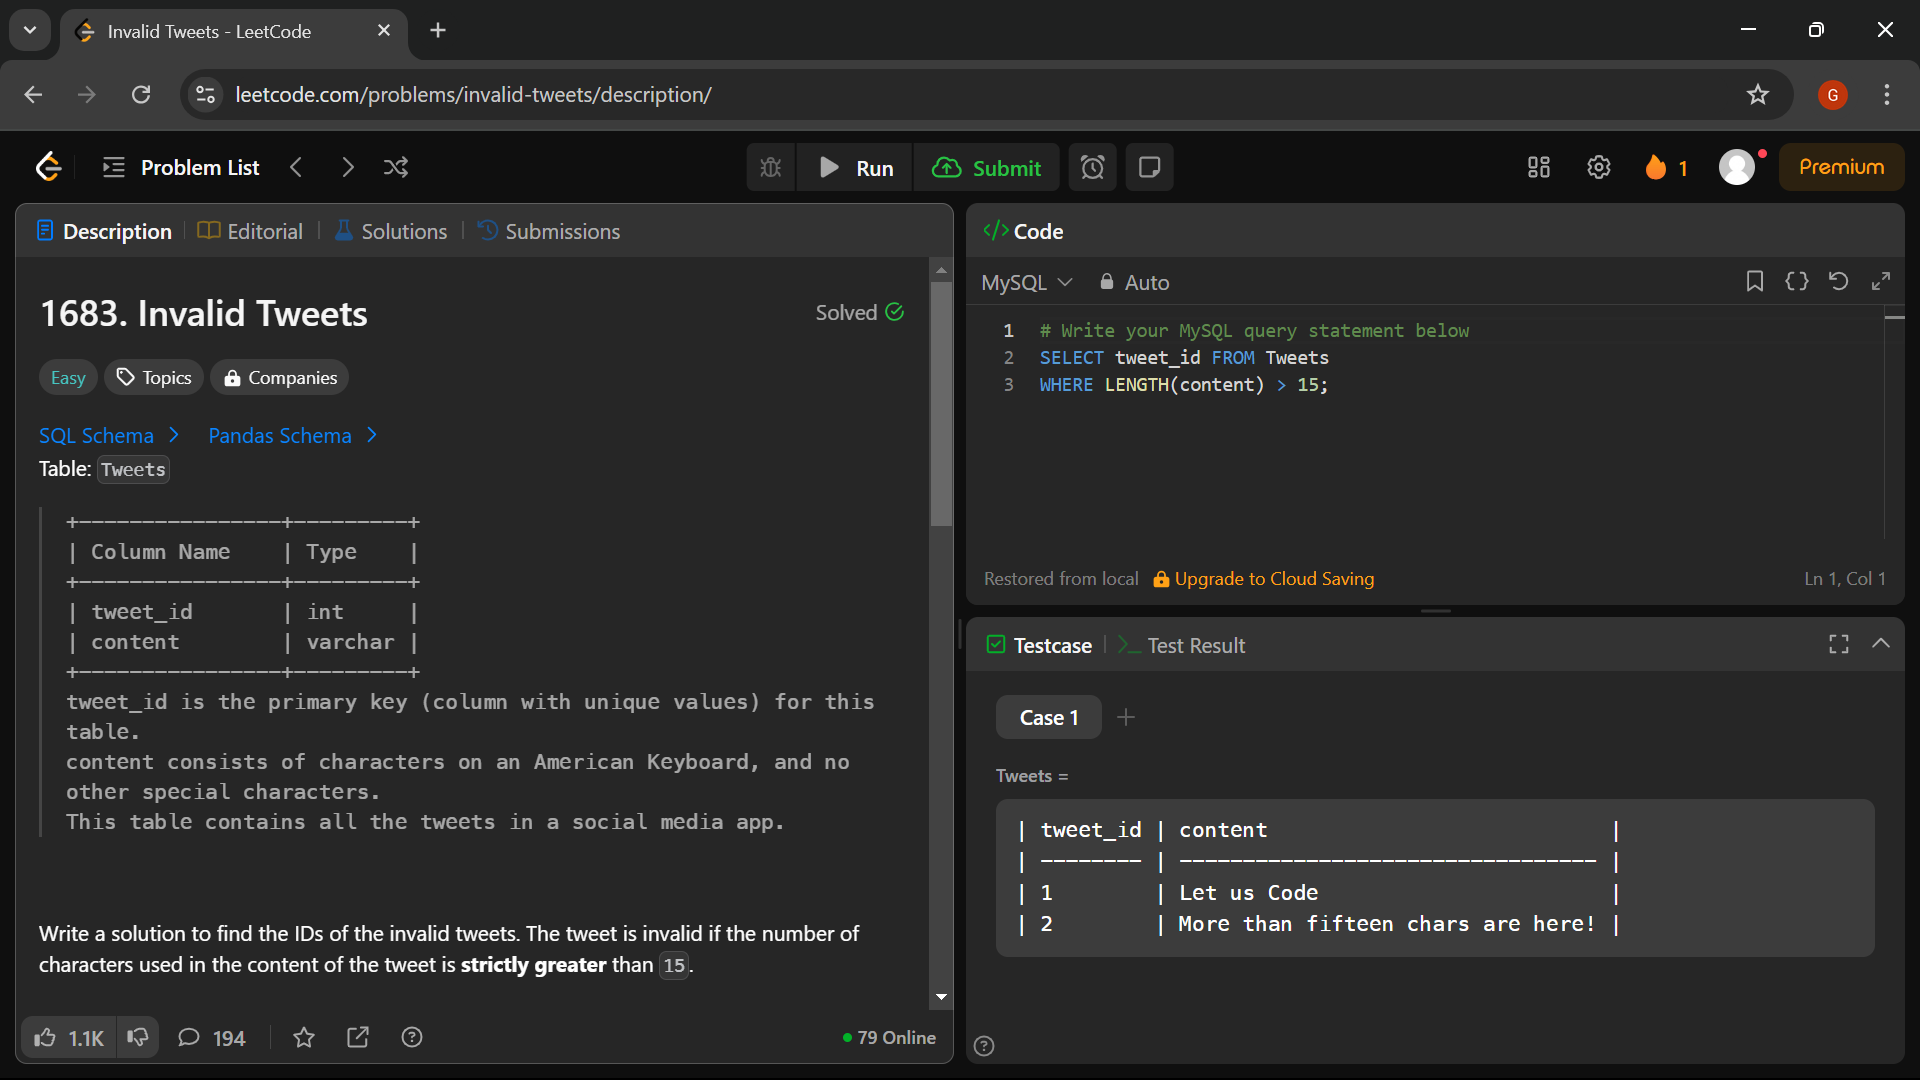 Invalid Tweets - LeetCode
leetcode.com/problems/invalid-tweets/description/
G
Problem List
Run
Submit
1
Premium
Description
Editorial
Solutions
Submissions
1683. Invalid Tweets
Solved
Easy
Topics
Companies
SQL Schema
Pandas Schema
Table: Tweets
+----------------+---------+
| Column Name    | Type    |
+----------------+---------+
| tweet_id       | int     |
| content        | varchar |
+----------------+---------+
tweet_id is the primary key (column with unique values) for this
table.
content consists of characters on an American Keyboard, and no
other special characters.
This table contains all the tweets in a social media app.
Write a solution to find the IDs of the invalid tweets. The tweet is invalid if the number of
characters used in the content of the tweet is strictly greater than 15.
1.1K
194
79 Online
</> Code
MySQL
Auto
1 # Write your MySQL query statement below
2 SELECT tweet_id FROM Tweets
3 WHERE LENGTH(content) > 15;
Restored from local
Upgrade to Cloud Saving
Ln 1, Col 1
Testcase
>_ Test Result
Case 1
Tweets =
| tweet_id | content                           |
| -------- | --------------------------------- |
| 1        | Let us Code                       |
| 2        | More than fifteen chars are here! |